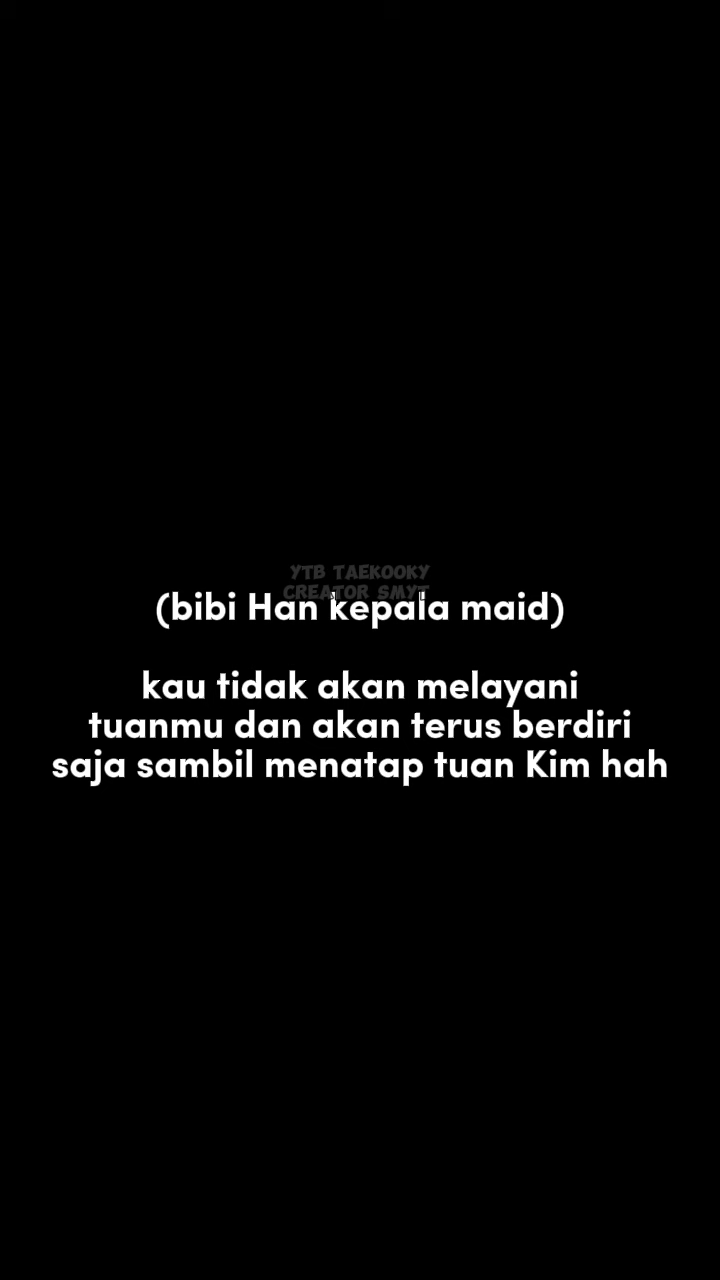 YTB TAEKOOKY
CREATOR SMYT
(bibi Han kepala maid)
kau tidak akan melayani
tuanmu dan akan terus berdiri
saja sambil menatap tuan Kim hah